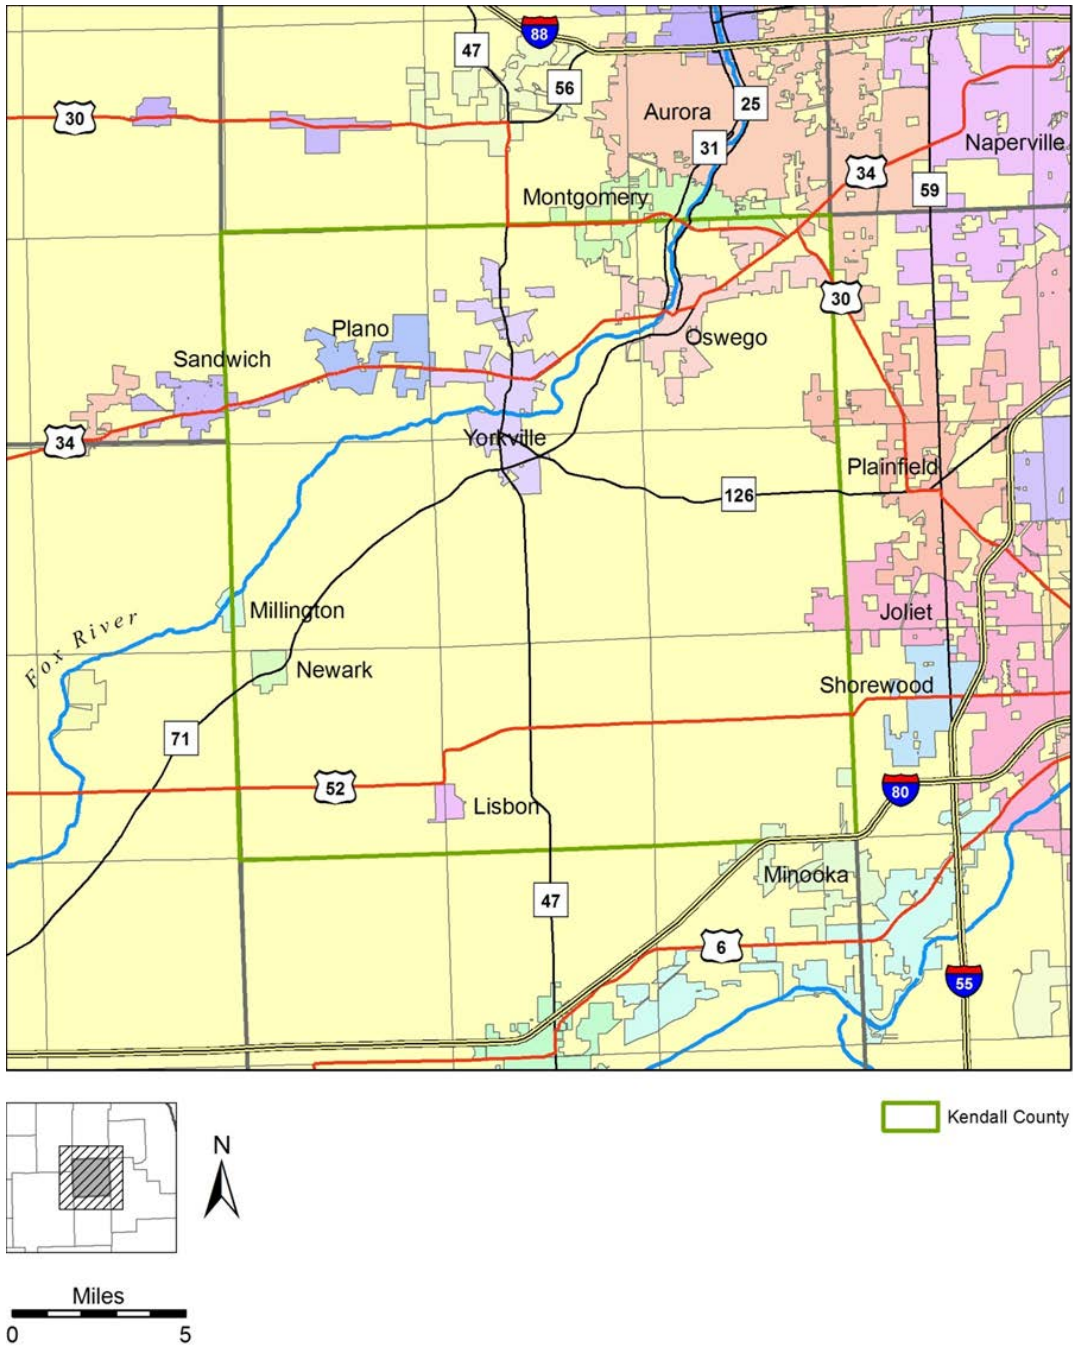 88
47
56
30
Aurora
25
31
34
Naperville
59
Montgomery
30
Plano
Oswego
Sandwich
34
Yorkville
Plainfield
126
Millington
Joliet
Fox River
Newark
Shorewood
71
52
80
Lisbon
Minooka
47
6
55
Kendall County
N
Miles
0 5